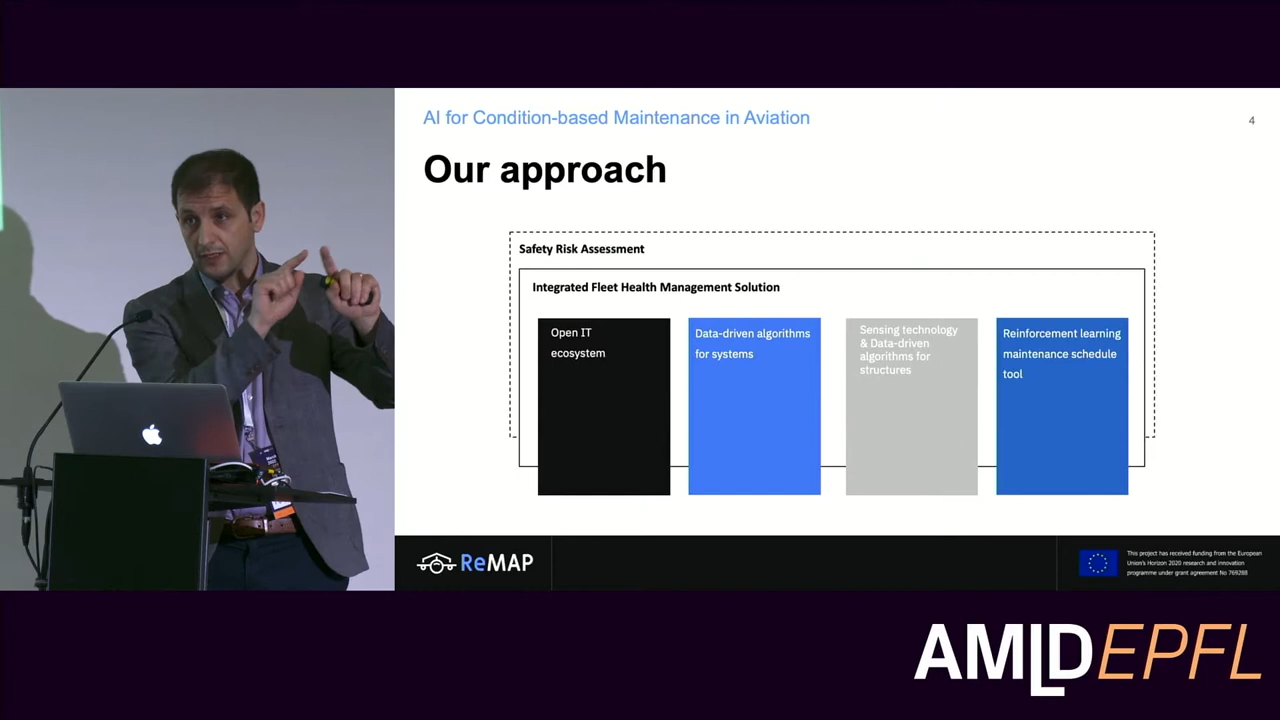 AI for Condition-based Maintenance in Aviation
4
Our approach
Safety Risk Assessment
Integrated Fleet Health Management Solution
Open IT
ecosystem
Data-driven algorithms
for systems
Sensing technology
& Data-driven
algorithms for
structures
Reinforcement learning
maintenance schedule
tool
ReMAP
This project has received funding from the European
Union's Horizon 2020 research and innovation
programme under grant agreement No 769288
AMLDEPFL